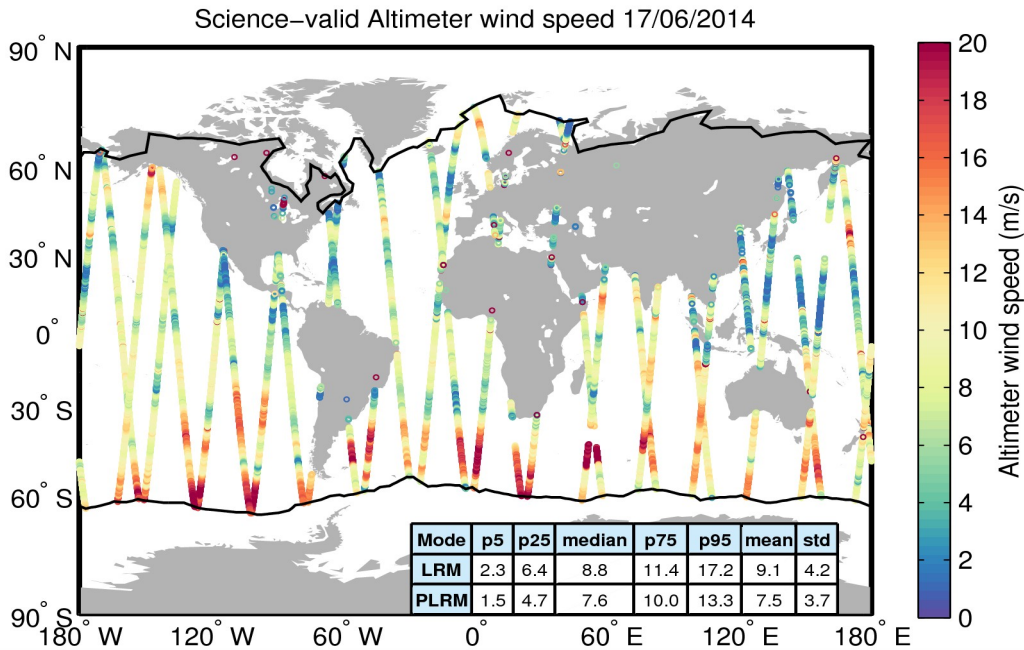 Science−valid Altimeter wind speed 17/06/2014
90° N
60° N
30° N
0°
30° S
60° S
90° S
180° W
120° W
60° W
0°
60° E
120° E
180° E
Mode p5 p25 median p75 p95 mean std
LRM 2.3 6.4 8.8 11.4 17.2 9.1 4.2
PLRM 1.5 4.7 7.6 10.0 13.3 7.5 3.7
20
18
16
14
12
10
8
6
4
2
0
Altimeter wind speed (m/s)